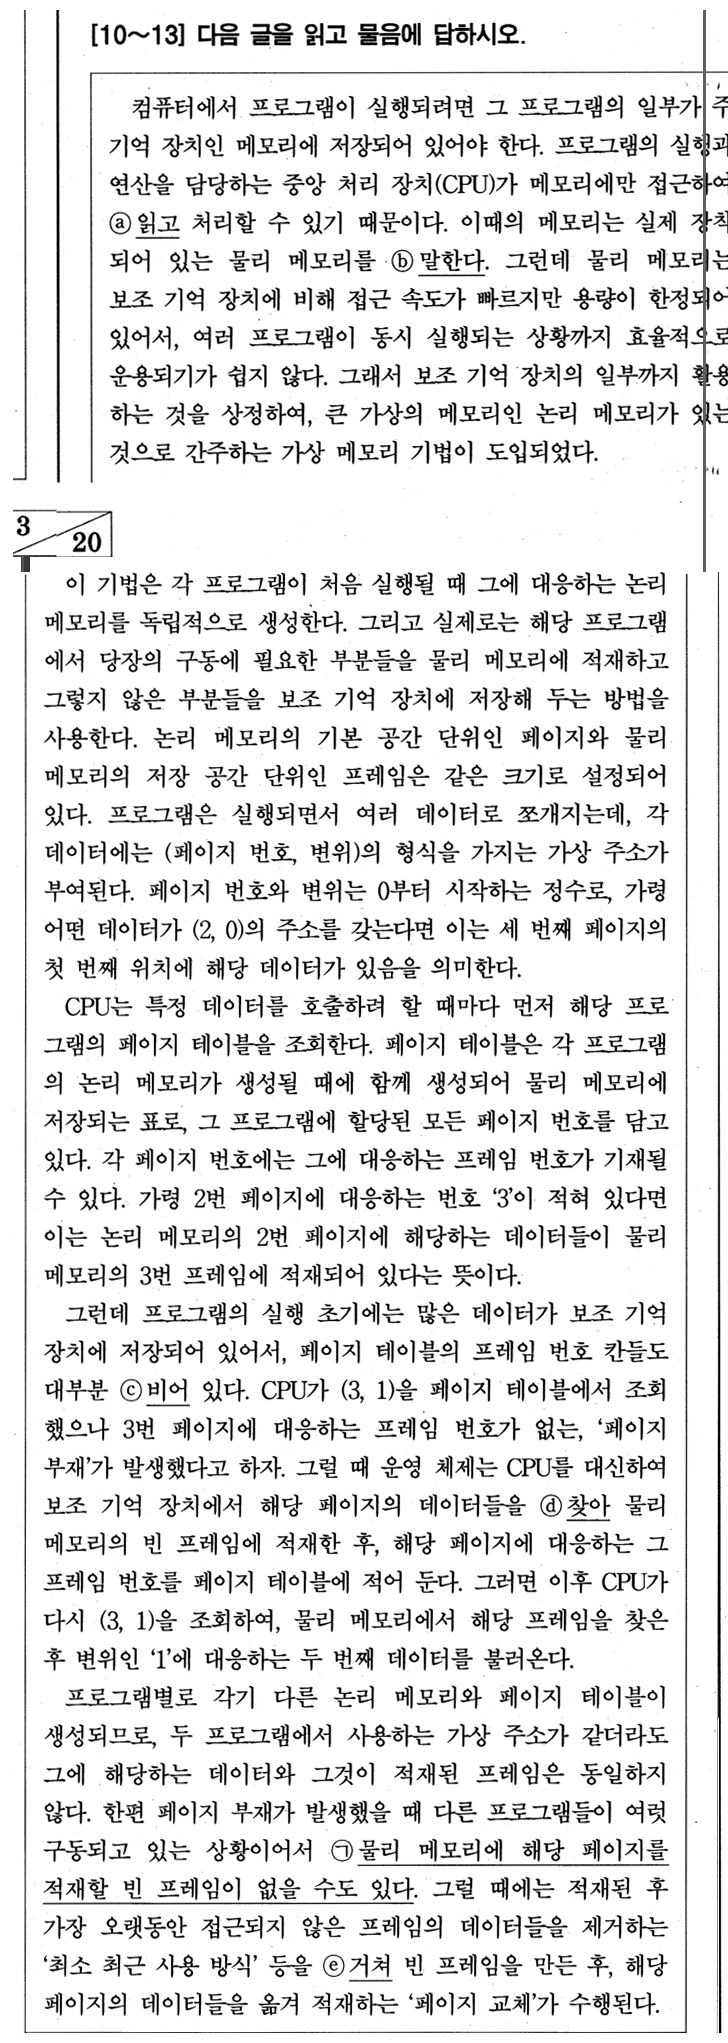 [10～13] 다음 글을 읽고 물음에 답하시오.
컴퓨터에서 프로그램이 실행되려면 그 프로그램의 일부가 주
기억 장치인 메모리에 저장되어 있어야 한다. 프로그램의 실행과
연산을 담당하는 중앙 처리 장치(CPU)가 메모리에만 접근하여
ⓐ읽고 처리할 수 있기 때문이다. 이때의 메모리는 실제 장착
되어 있는 물리 메모리를 ⓑ말한다. 그런데 물리 메모리는
보조 기억 장치에 비해 접근 속도가 빠르지만 용량이 한정되어
있어서, 여러 프로그램이 동시 실행되는 상황까지 효율적으로
운용되기가 쉽지 않다. 그래서 보조 기억 장치의 일부까지 활용
하는 것을 상정하여, 큰 가상의 메모리인 논리 메모리가 있는
것으로 간주하는 가상 메모리 기법이 도입되었다.
3
20
이 기법은 각 프로그램이 처음 실행될 때 그에 대응하는 논리
메모리를 독립적으로 생성한다. 그리고 실제로는 해당 프로그램
에서 당장의 구동에 필요한 부분들을 물리 메모리에 적재하고
그렇지 않은 부분들을 보조 기억 장치에 저장해 두는 방법을
사용한다. 논리 메모리의 기본 공간 단위인 페이지와 물리
메모리의 저장 공간 단위인 프레임은 같은 크기로 설정되어
있다. 프로그램은 실행되면서 여러 데이터로 쪼개지는데, 각
데이터에는 (페이지 번호, 변위)의 형식을 가지는 가상 주소가
부여된다. 페이지 번호와 변위는 0부터 시작하는 정수로, 가령
어떤 데이터가 (2, 0)의 주소를 갖는다면 이는 세 번째 페이지의
첫 번째 위치에 해당 데이터가 있음을 의미한다.
CPU는 특정 데이터를 호출하려 할 때마다 먼저 해당 프로
그램의 페이지 테이블을 조회한다. 페이지 테이블은 각 프로그램
의 논리 메모리가 생성될 때에 함께 생성되어 물리 메모리에
저장되는 표로, 그 프로그램에 할당된 모든 페이지 번호를 담고
있다. 각 페이지 번호에는 그에 대응하는 프레임 번호가 기재될
수 있다. 가령 2번 페이지에 대응하는 번호 ‘3’이 적혀 있다면
이는 논리 메모리의 2번 페이지에 해당하는 데이터들이 물리
메모리의 3번 프레임에 적재되어 있다는 뜻이다.
그런데 프로그램의 실행 초기에는 많은 데이터가 보조 기억
장치에 저장되어 있어서, 페이지 테이블의 프레임 번호 칸들도
대부분 ⓒ비어 있다. CPU가 (3, 1)을 페이지 테이블에서 조회
했으나 3번 페이지에 대응하는 프레임 번호가 없는, ‘페이지
부재’가 발생했다고 하자. 그럴 때 운영 체제는 CPU를 대신하여
보조 기억 장치에서 해당 페이지의 데이터들을 ⓓ찾아 물리
메모리의 빈 프레임에 적재한 후, 해당 페이지에 대응하는 그
프레임 번호를 페이지 테이블에 적어 둔다. 그러면 이후 CPU가
다시 (3, 1)을 조회하여, 물리 메모리에서 해당 프레임을 찾은
후 변위인 ‘1’에 대응하는 두 번째 데이터를 불러온다.
프로그램별로 각기 다른 논리 메모리와 페이지 테이블이
생성되므로, 두 프로그램에서 사용하는 가상 주소가 같더라도
그에 해당하는 데이터와 그것이 적재된 프레임은 동일하지
않다. 한편 페이지 부재가 발생했을 때 다른 프로그램들이 여럿
구동되고 있는 상황이어서 ㉠물리 메모리에 해당 페이지를
적재할 빈 프레임이 없을 수도 있다. 그럴 때에는 적재된 후
가장 오랫동안 접근되지 않은 프레임의 데이터들을 제거하는
‘최소 최근 사용 방식’ 등을 ⓔ거쳐 빈 프레임을 만든 후, 해당
페이지의 데이터들을 옮겨 적재하는 ‘페이지 교체’가 수행된다.